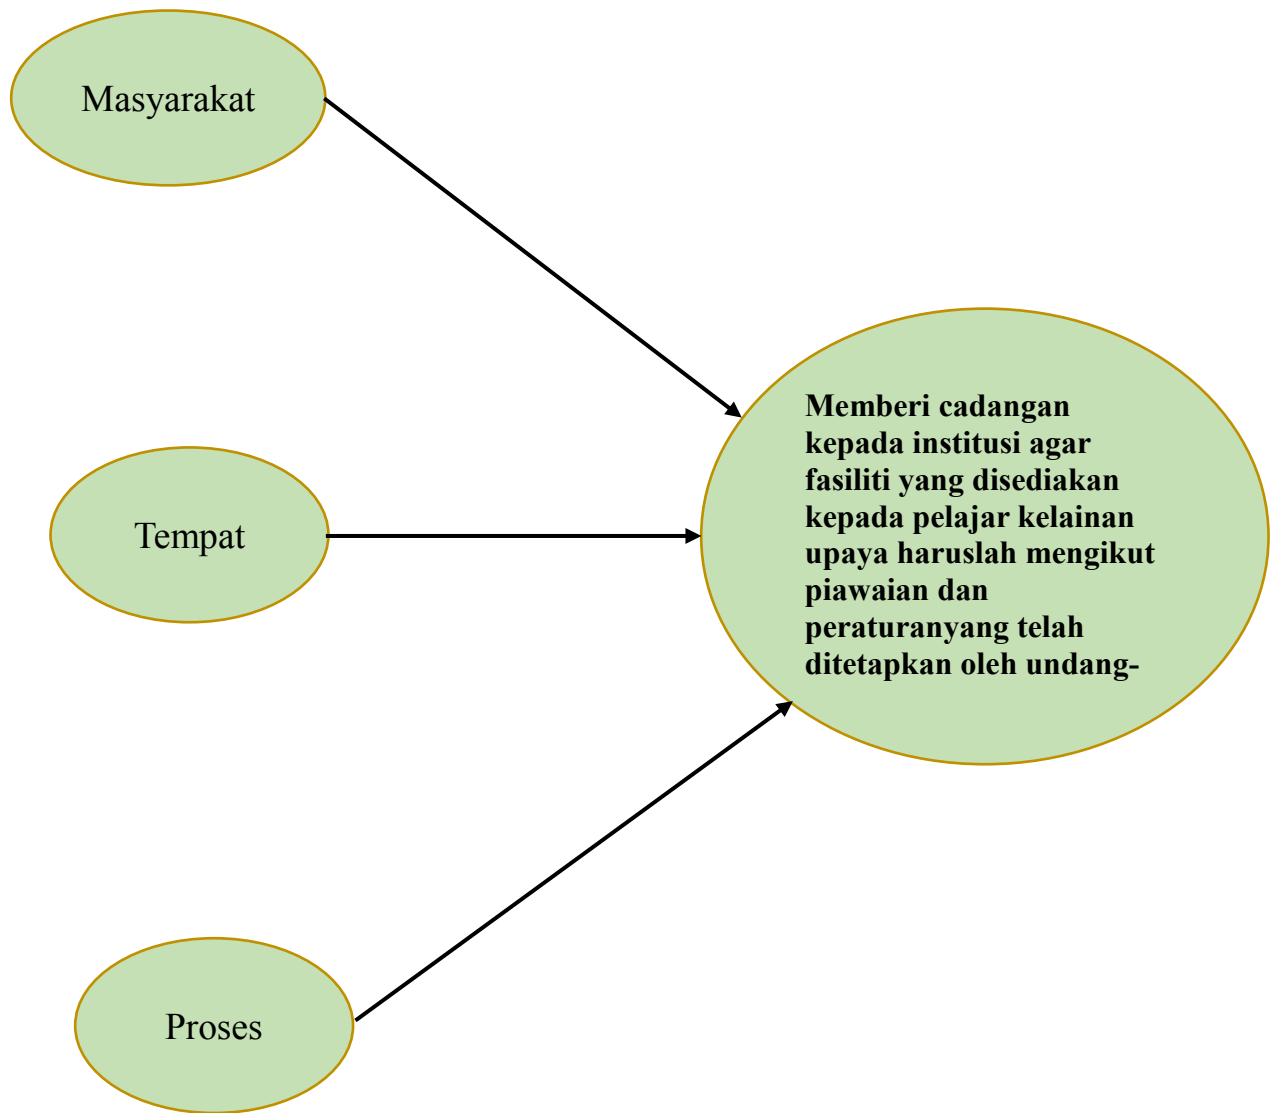 Masyarakat
Tempat
Proses
Memberi cadangan
kepada institusi agar
fasiliti yang disediakan
kepada pelajar kelainan
upaya haruslah mengikut
piawaian dan
peraturanyang telah
ditetapkan oleh undang-